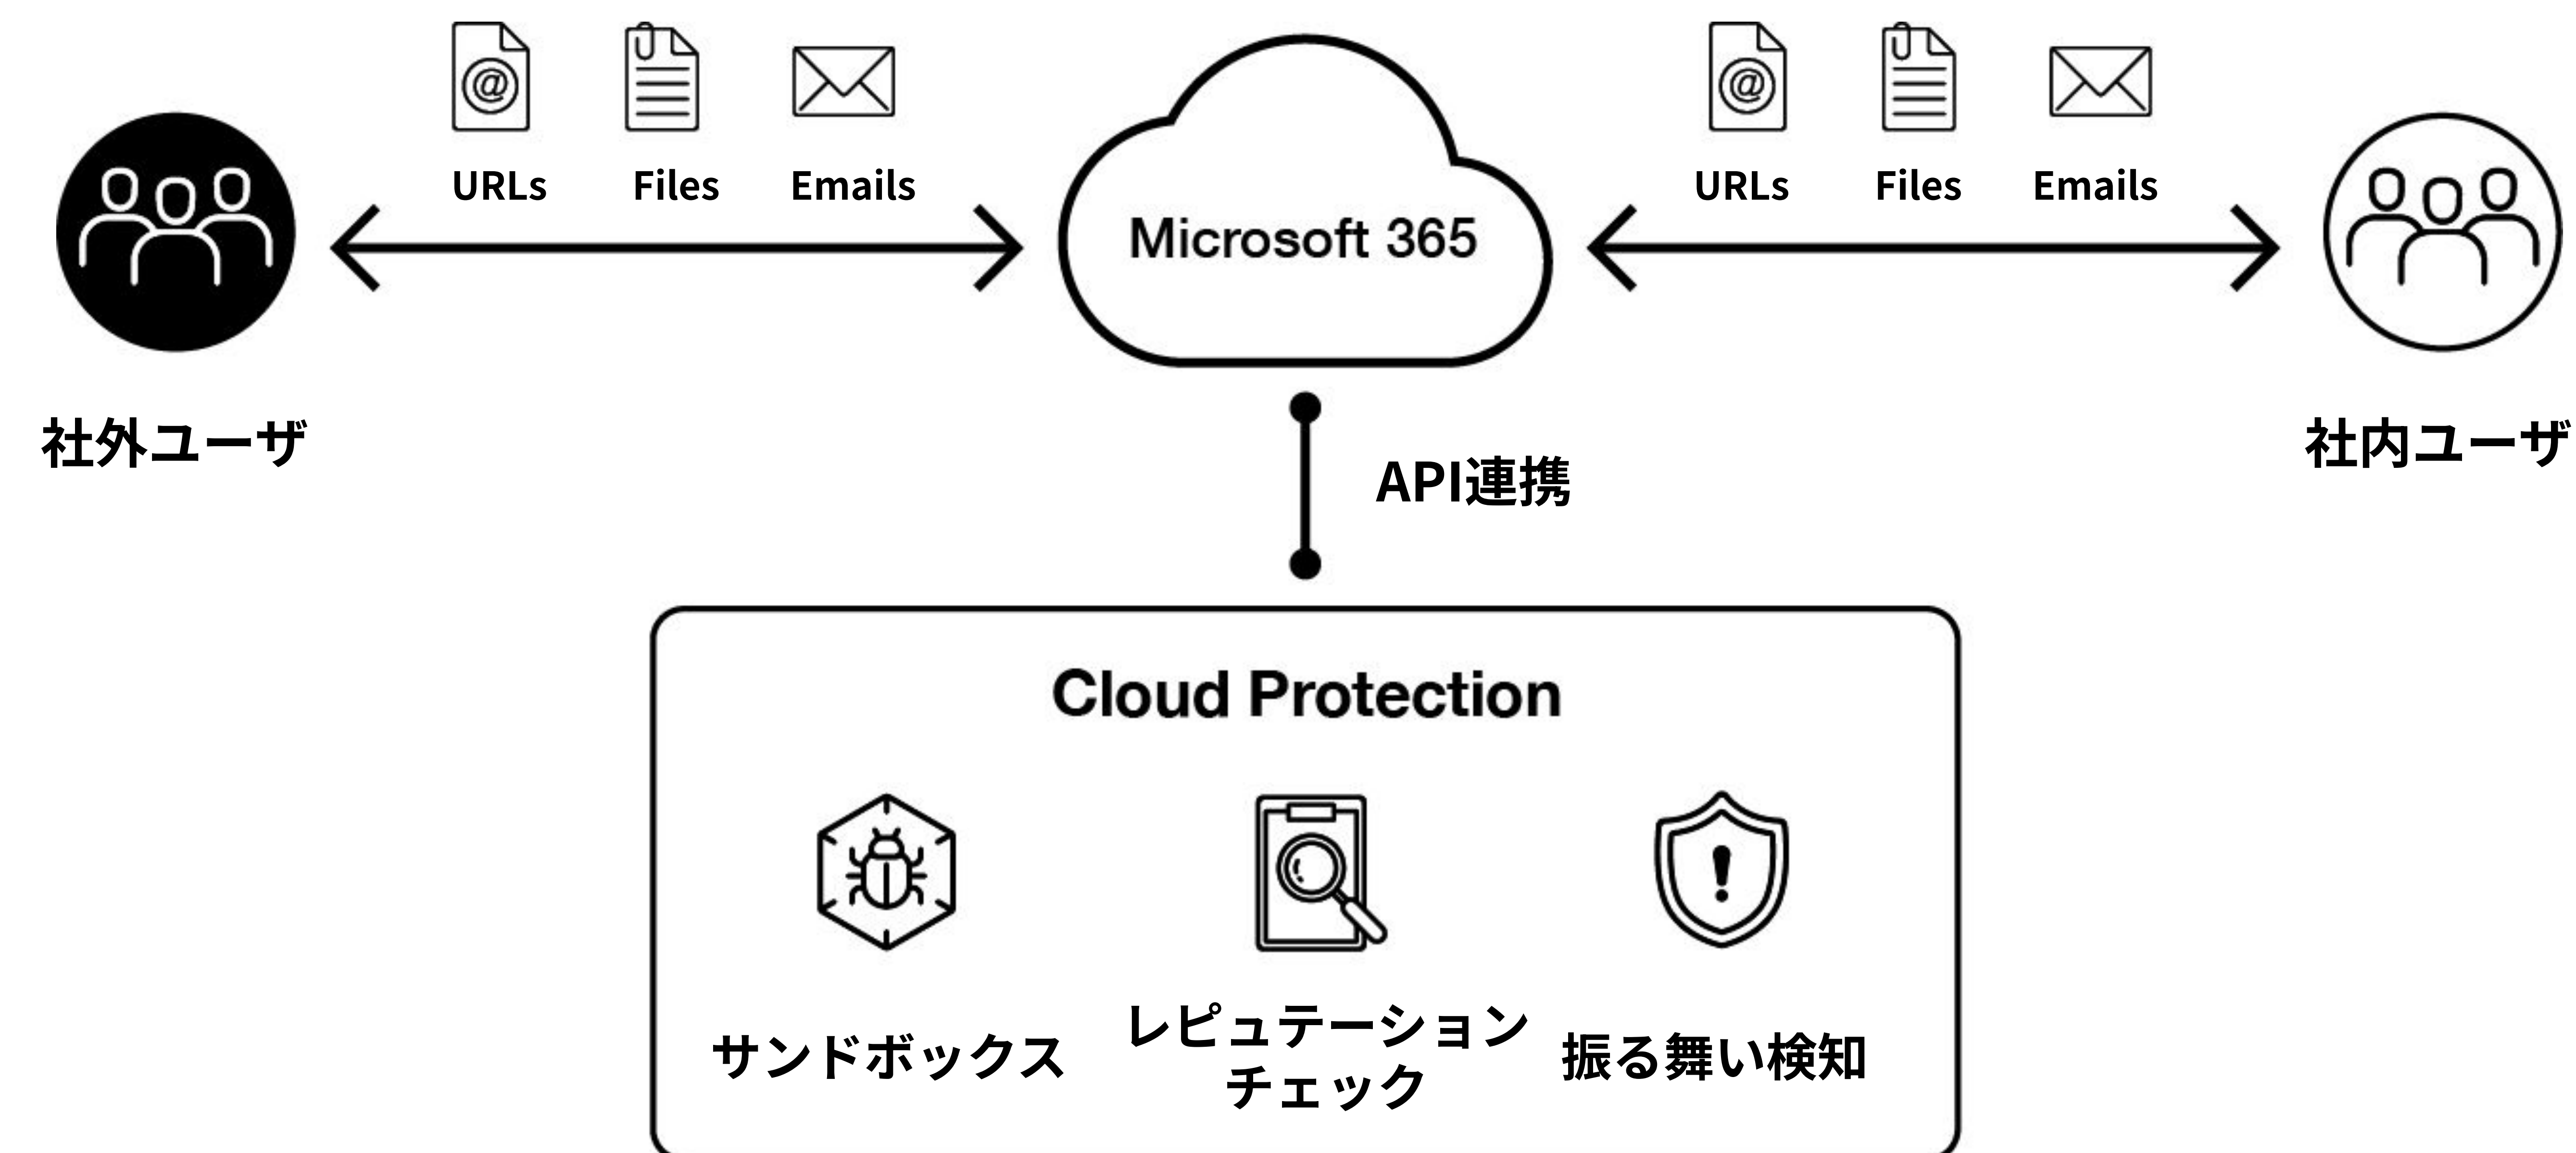 URLs
Files
Emails
Microsoft 365
URLs
Files
Emails
社外ユーザ
社内ユーザ
API連携
Cloud Protection
サンドボックス
レピュテーション
チェック
振る舞い検知